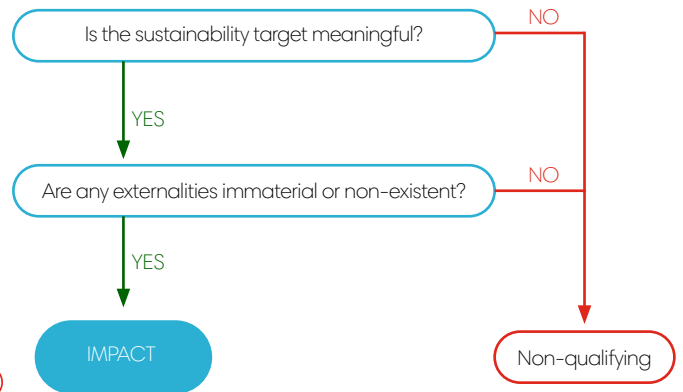 NO
Is the sustainability target meaningful?
YES
NO
Are any externalities immaterial or non-existent?
YES
IMPACT
Non-qualifying